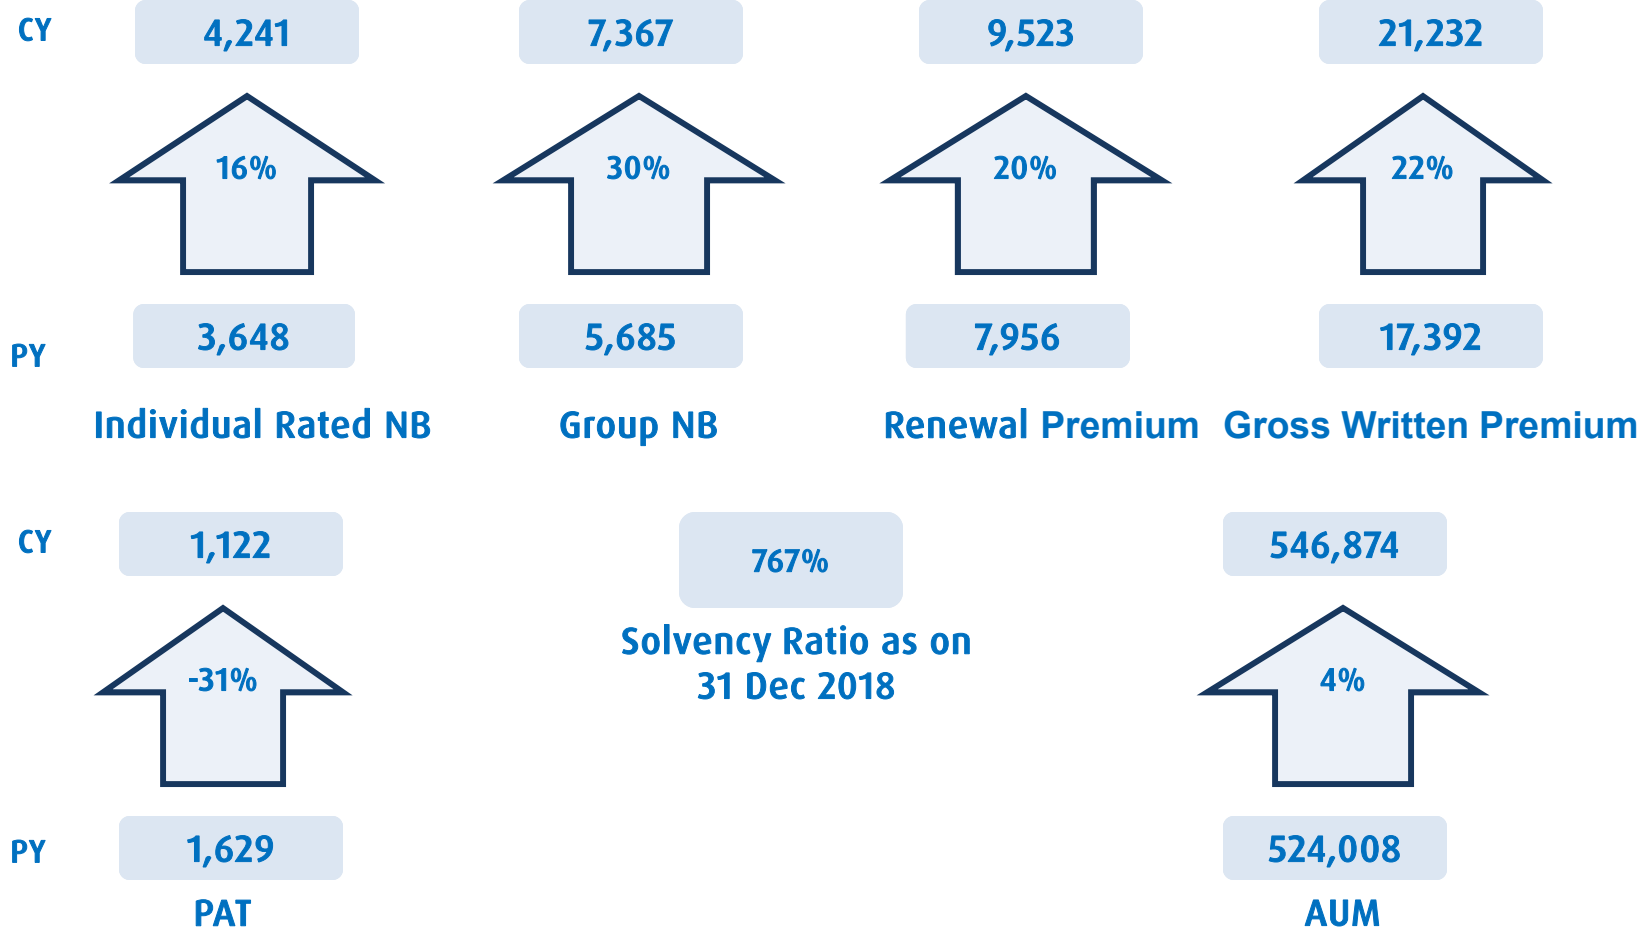 CY 4,241 7,367 9,523 21,232
16% 30% 20% 22%
PY 3,648 5,685 7,956 17,392
Individual Rated NB Group NB Renewal Premium Gross Written Premium
CY 1,122 767% 546,874
Solvency Ratio as on
31 Dec 2018
-31% 4%
PY 1,629 524,008
PAT AUM